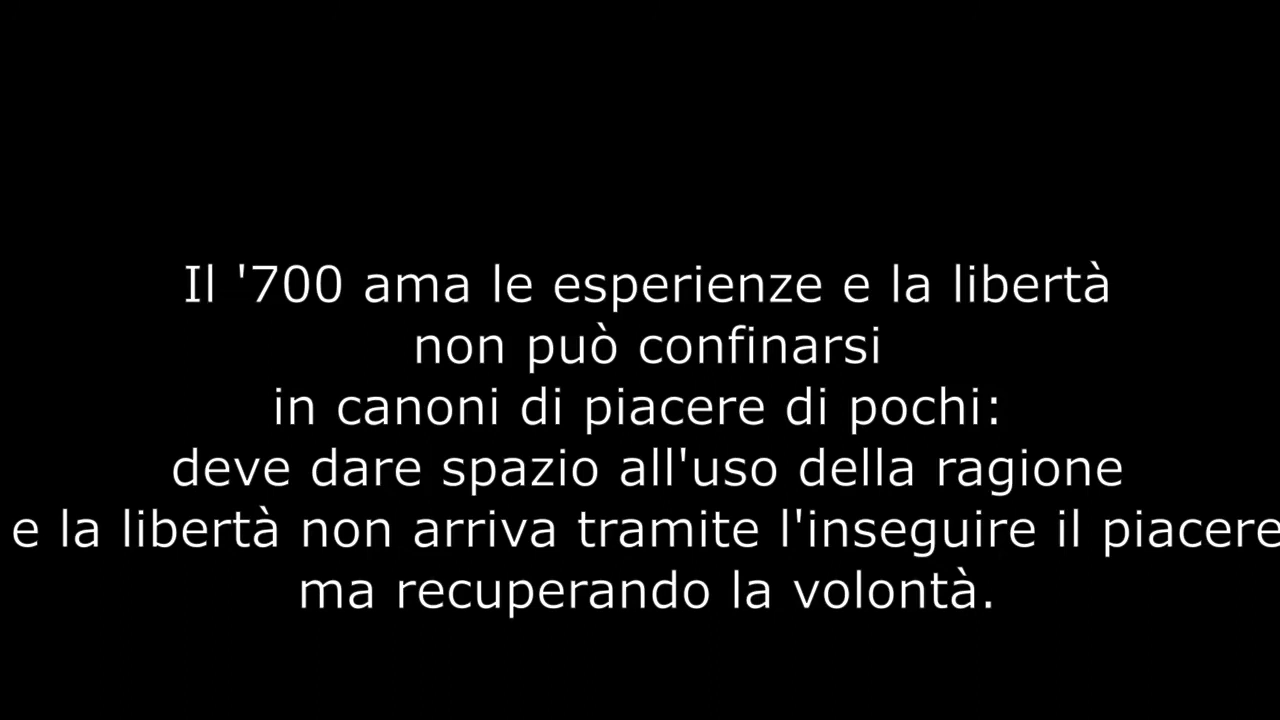 Il '700 ama le esperienze e la libertà
non può confinarsi
in canoni di piacere di pochi:
deve dare spazio all'uso della ragione
e la libertà non arriva tramite l'inseguire il piacere
ma recuperando la volontà.